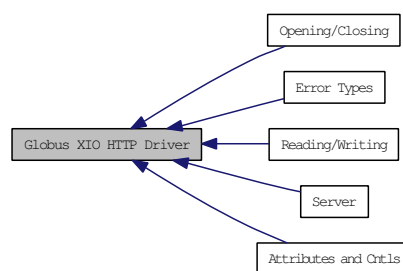 Opening/Closing
Error Types
Globus XIO HTTP Driver
Reading/Writing
Server
Attributes and Cntls